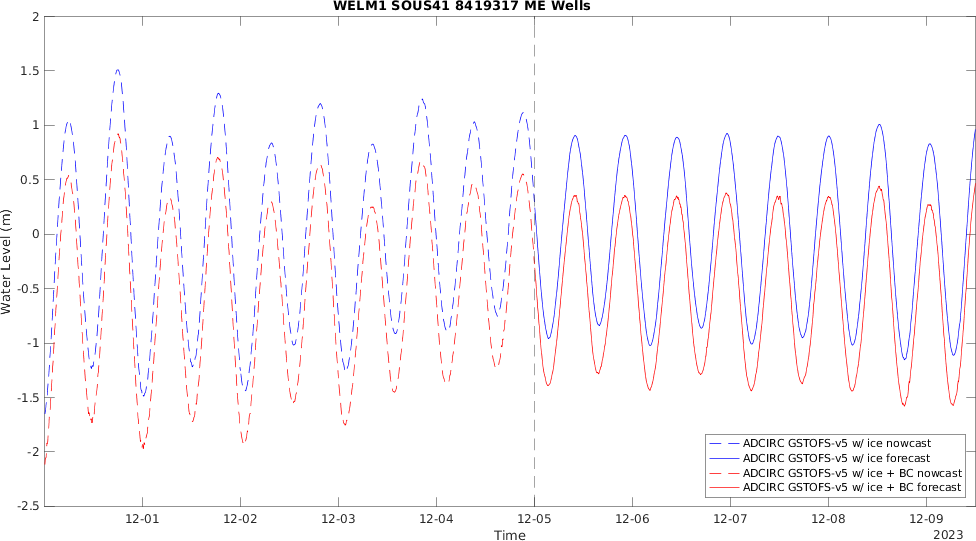 WELM1 SOUS41 8419317 ME Wells
2
1.5
1
0.5
0
-0.5
-1
-1.5
-2
-2.5
Water Level (m)
12-01 12-02 12-03 12-04 12-05 12-06 12-07 12-08 12-09
Time
2023
ADCIRC GSTOFS-v5 w/ ice nowcast
ADCIRC GSTOFS-v5 w/ ice forecast
ADCIRC GSTOFS-v5 w/ ice + BC nowcast
ADCIRC GSTOFS-v5 w/ ice + BC forecast